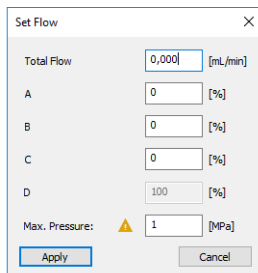 Set Flow
Total Flow 0,000 [mL/min]
A 0 [%]
B 0 [%]
C 0 [%]
D 100 [%]
Max. Pressure: 1 [MPa]
Apply Cancel